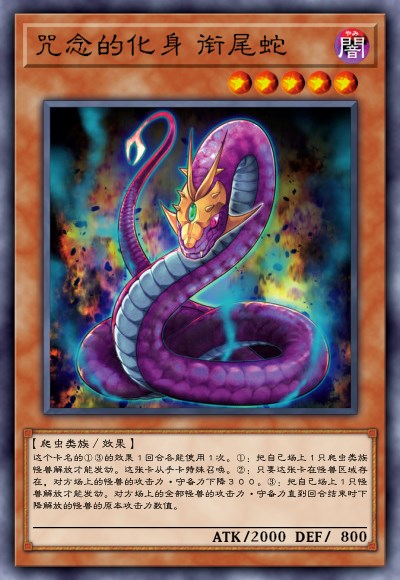 咒念的化身 衔尾蛇
やみ
闇
【爬虫类族／效果】
这个卡名的①③的效果1回合各能使用1次。①：把自己场上1只爬虫类族
怪兽解放才能发动。这张卡从手卡特殊召唤。②：只要这张卡在怪兽区域存
在，对方场上的怪兽的攻击力・守备力下降３００。③：把自己场上1只怪
兽解放才能发动。对方场上的全部怪兽的攻击力・守备力直到回合结束时下
降解放的怪兽的原本攻击力数值。
ATK/2000 DEF/ 800